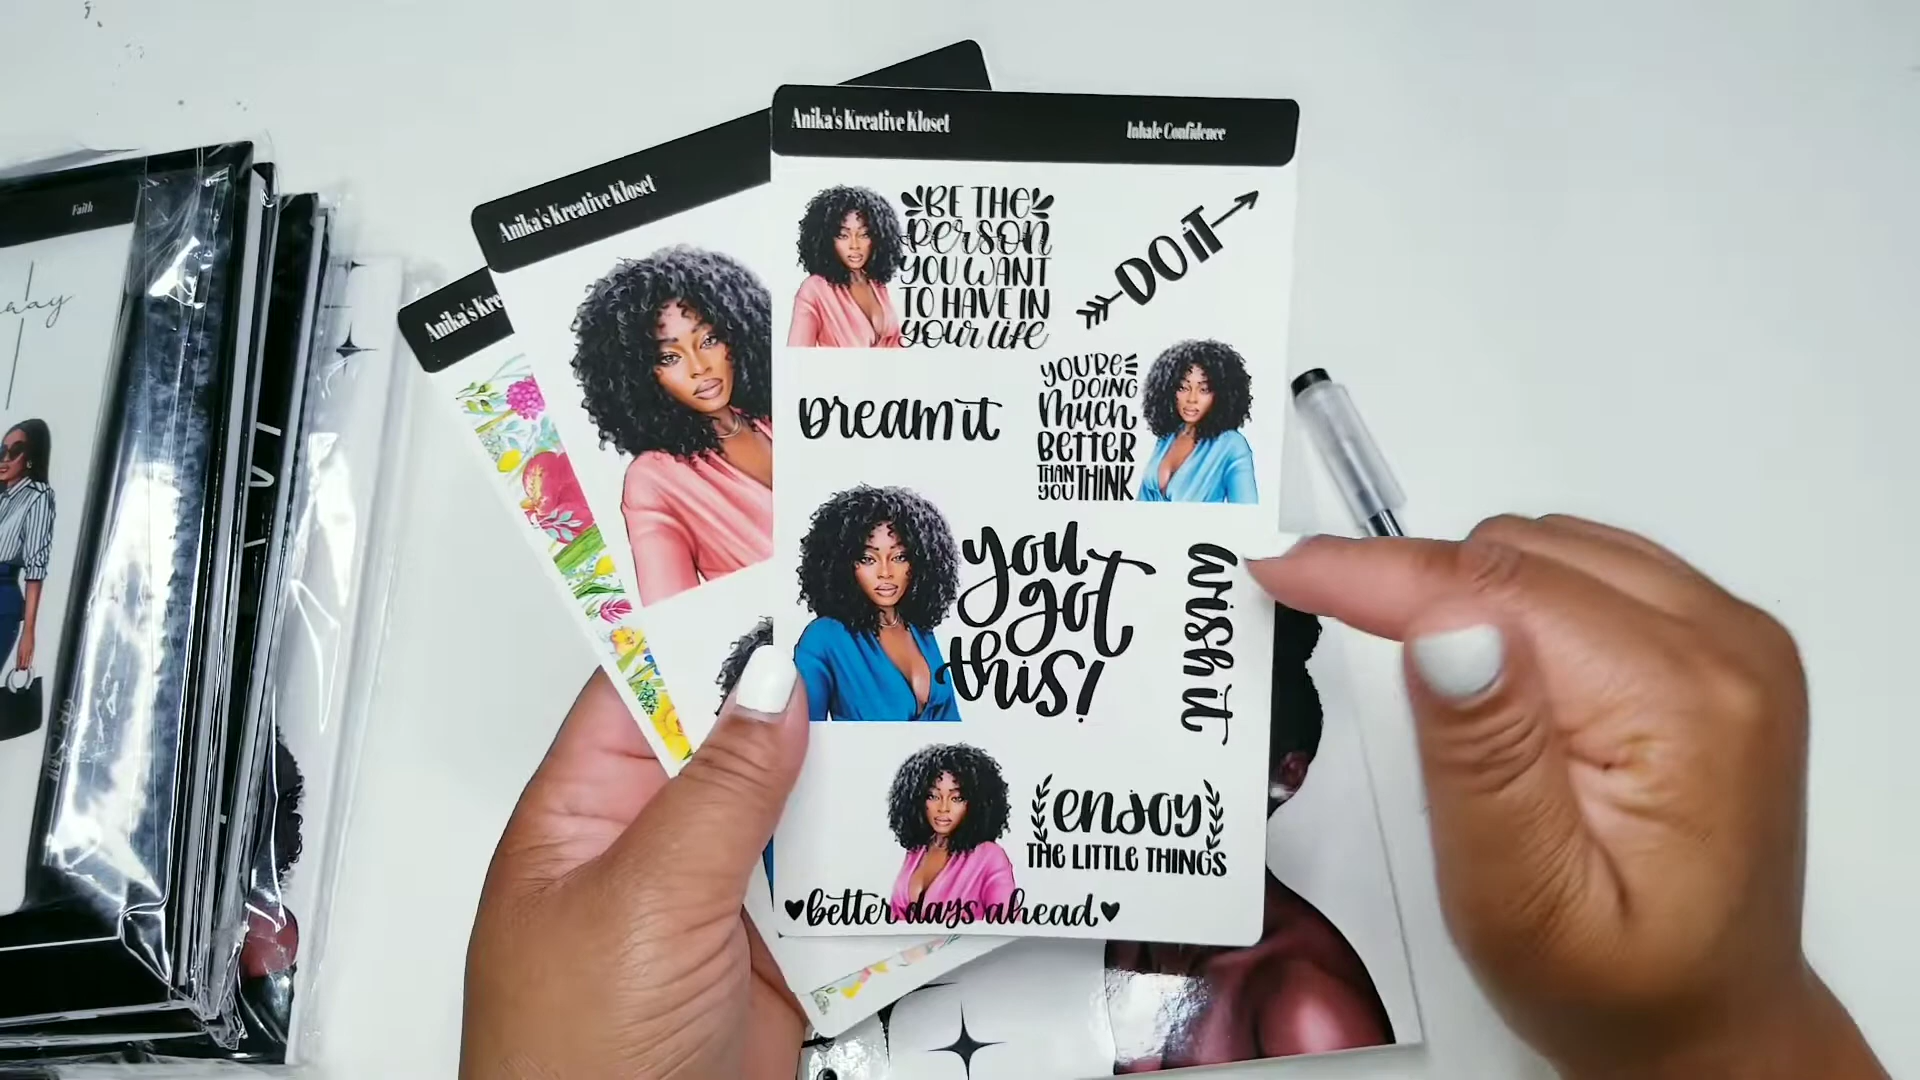 Anika's Kreative Kloset
Inhale Confidence
BE THE
PERSON
YOU WANT
TO HAVE IN
your life
DO it
Dream it
YOU'RE
DOING
much
BETTER
THAN
YOU THINK
you
got
this!
wish it
enjoy
THE LITTLE THINGS
better days ahead
Anika's Kreative Kloset
Anika's Kre
Faith